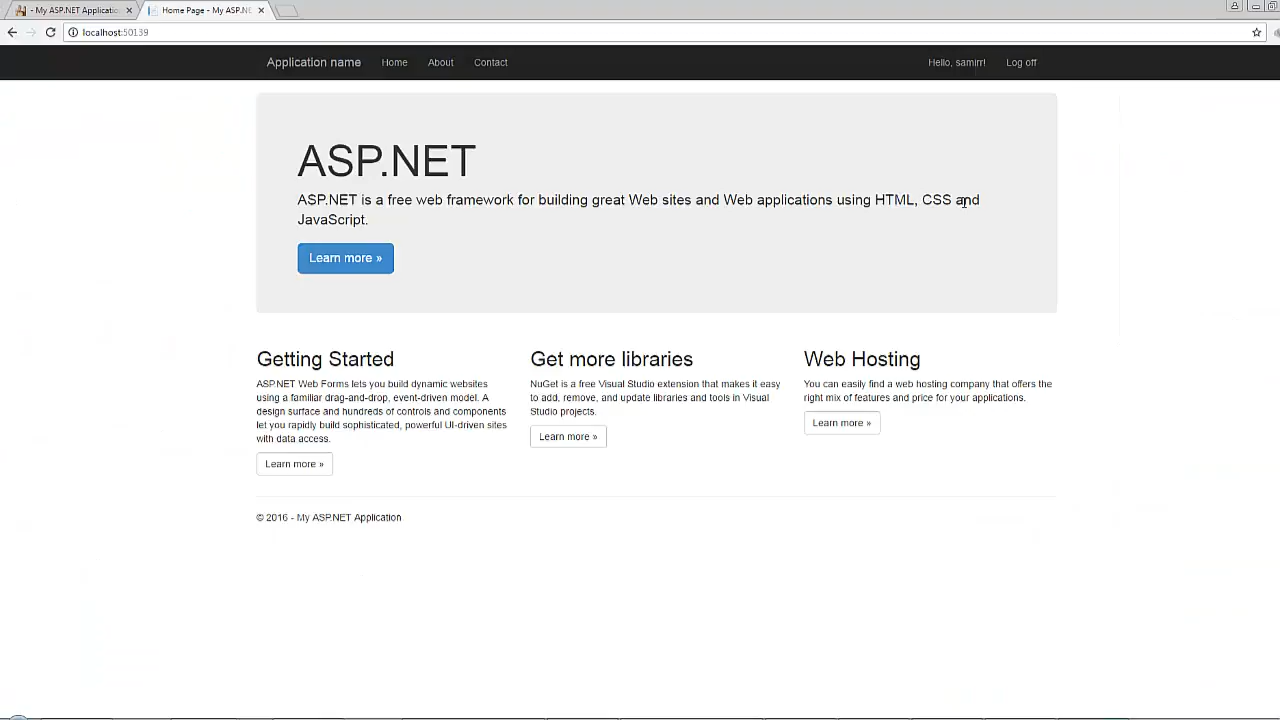 - My ASP.NET Applicatio
Home Page - My ASP.NE
localhost:50139
Application name Home About Contact Hello, samirr! Log off
ASP.NET
ASP.NET is a free web framework for building great Web sites and Web applications using HTML, CSS and
JavaScript.
Learn more »
Getting Started
ASP.NET Web Forms lets you build dynamic websites
using a familiar drag-and-drop, event-driven model. A
design surface and hundreds of controls and components
let you rapidly build sophisticated, powerful UI-driven sites
with data access.
Learn more »
Get more libraries
NuGet is a free Visual Studio extension that makes it easy
to add, remove, and update libraries and tools in Visual
Studio projects.
Learn more »
Web Hosting
You can easily find a web hosting company that offers the
right mix of features and price for your applications.
Learn more »
© 2016 - My ASP.NET Application